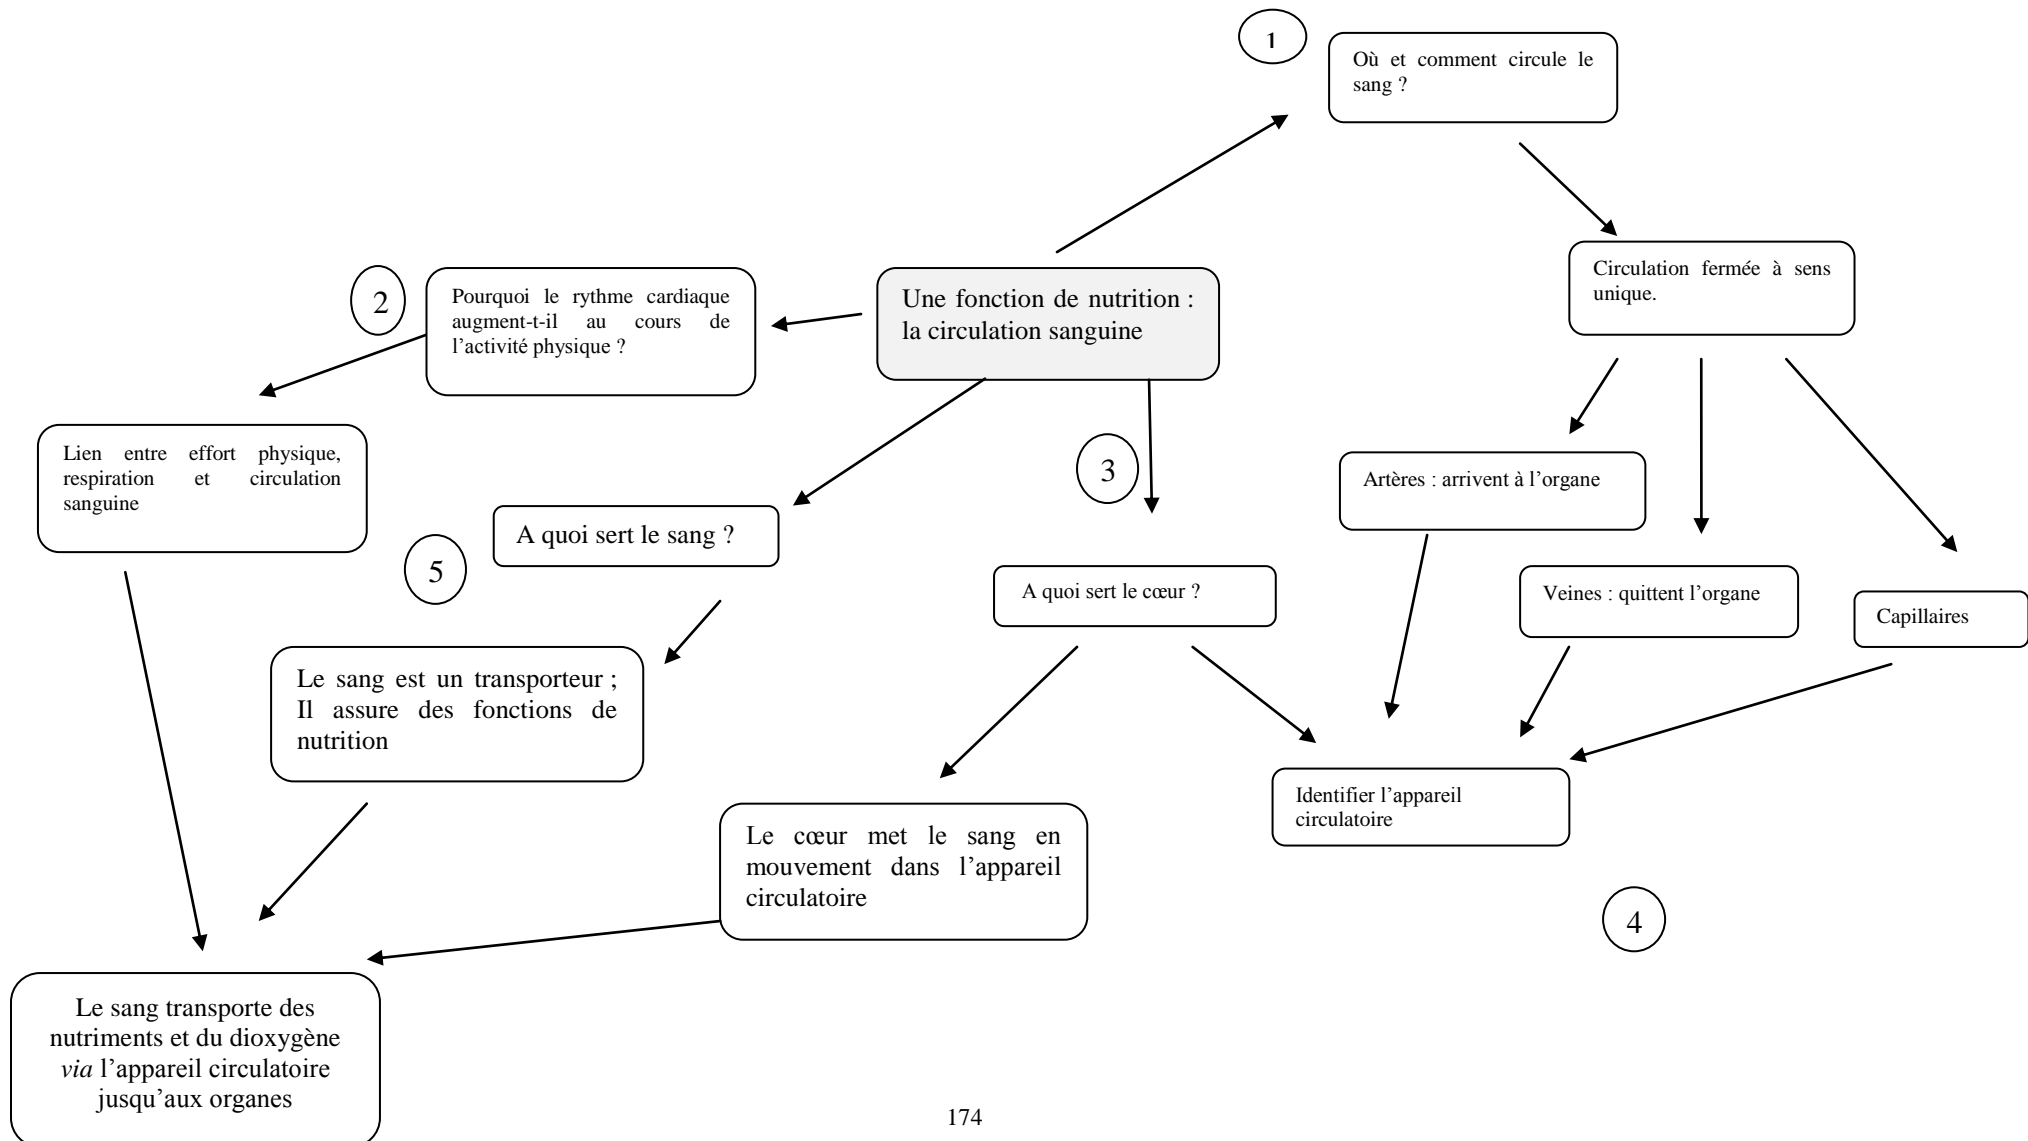 1
Où et comment circule le
sang ?
Circulation fermée à sens
unique.
2
Pourquoi le rythme cardiaque
augment-t-il au cours de
l’activité physique ?
Une fonction de nutrition :
la circulation sanguine
Lien entre effort physique,
respiration et circulation
sanguine
3
Artères : arrivent à l’organe
A quoi sert le sang ?
5
A quoi sert le cœur ?
Veines : quittent l’organe
Capillaires
Le sang est un transporteur ;
Il assure des fonctions de
nutrition
Identifier l’appareil
circulatoire
Le cœur met le sang en
mouvement dans l’appareil
circulatoire
4
Le sang transporte des
nutriments et du dioxygène
via l’appareil circulatoire
jusqu’aux organes
174